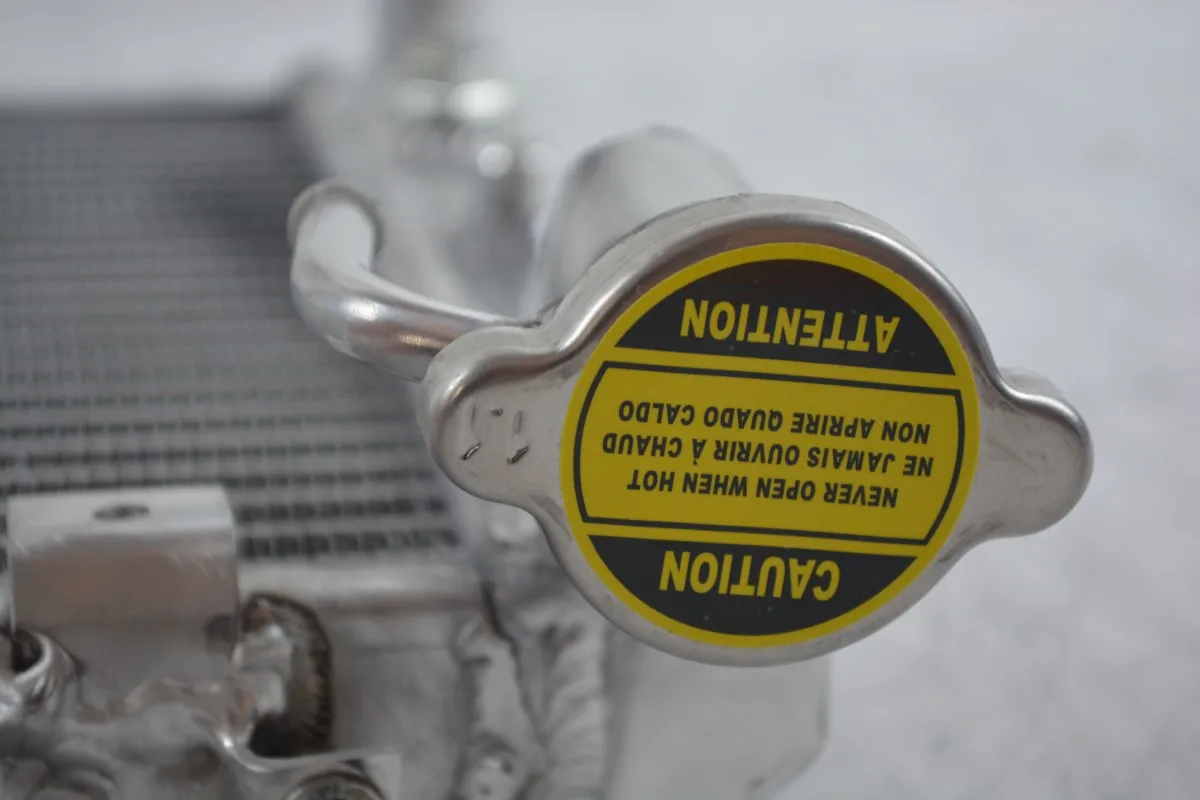 CAUTION
NEVER OPEN WHEN HOT
NE JAMAIS OUVRIR À CHAUD
NON APRIRE QUADO CALDO
ATTENTION